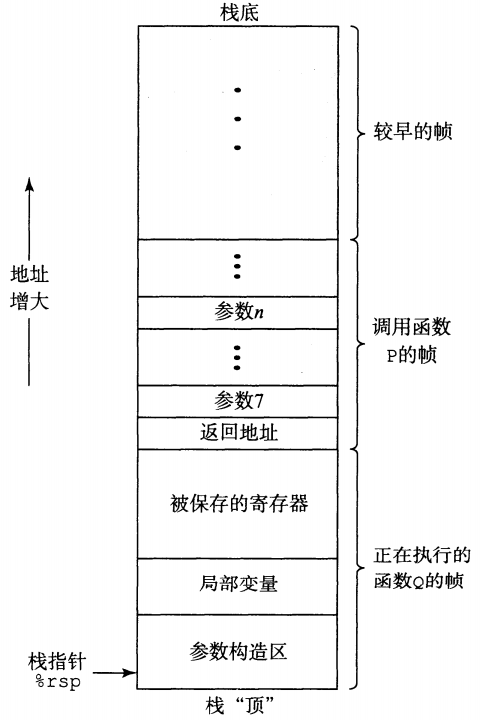 栈底
较早的帧
地址
增大
参数n
调用函数
P的帧
参数7
返回地址
被保存的寄存器
正在执行的
函数Q的帧
局部变量
参数构造区
栈指针
%rsp
栈“顶”